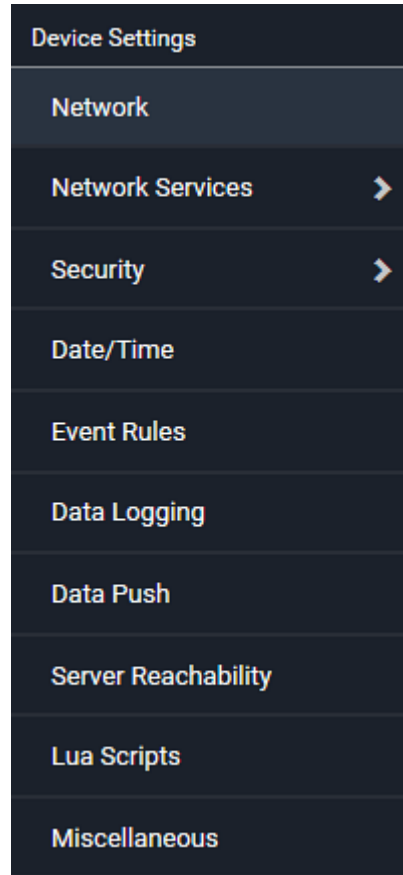 Device Settings
Network
Network Services
Security
Date/Time
Event Rules
Data Logging
Data Push
Server Reachability
Lua Scripts
Miscellaneous